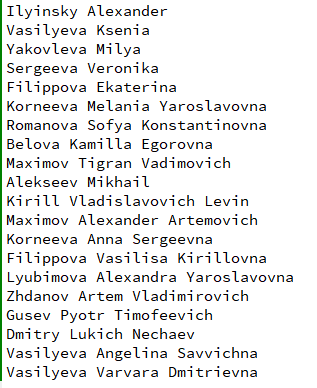 Ilyinsky Alexander
Vasilyeva Ksenia
Yakovleva Milya
Sergeeva Veronika
Filippova Ekaterina
Korneeva Melania Yaroslavovna
Romanova Sofya Konstantinovna
Belova Kamilla Egorovna
Maximov Tigran Vadimovich
Alekseev Mikhail
Kirill Vladislavovich Levin
Maximov Alexander Artemovich
Korneeva Anna Sergeevna
Filippova Vasilisa Kirillovna
Lyubimova Alexandra Yaroslavovna
Zhdanov Artem Vladimirovich
Gusev Pyotr Timofeevich
Dmitry Lukich Nechaev
Vasilyeva Angelina Savvichna
Vasilyeva Varvara Dmitrievna